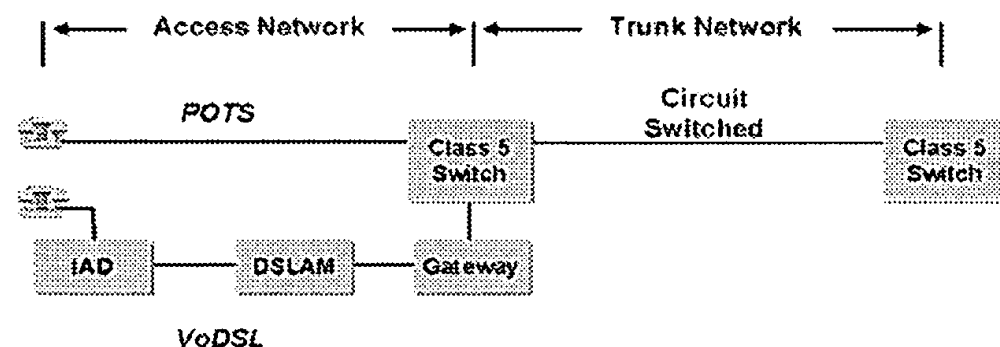 Access Network
Trunk Network
POTS
Circuit
Switched
Class 5
Switch
Class 5
Switch
IAD
DSLAM
Gateway
VoDSL